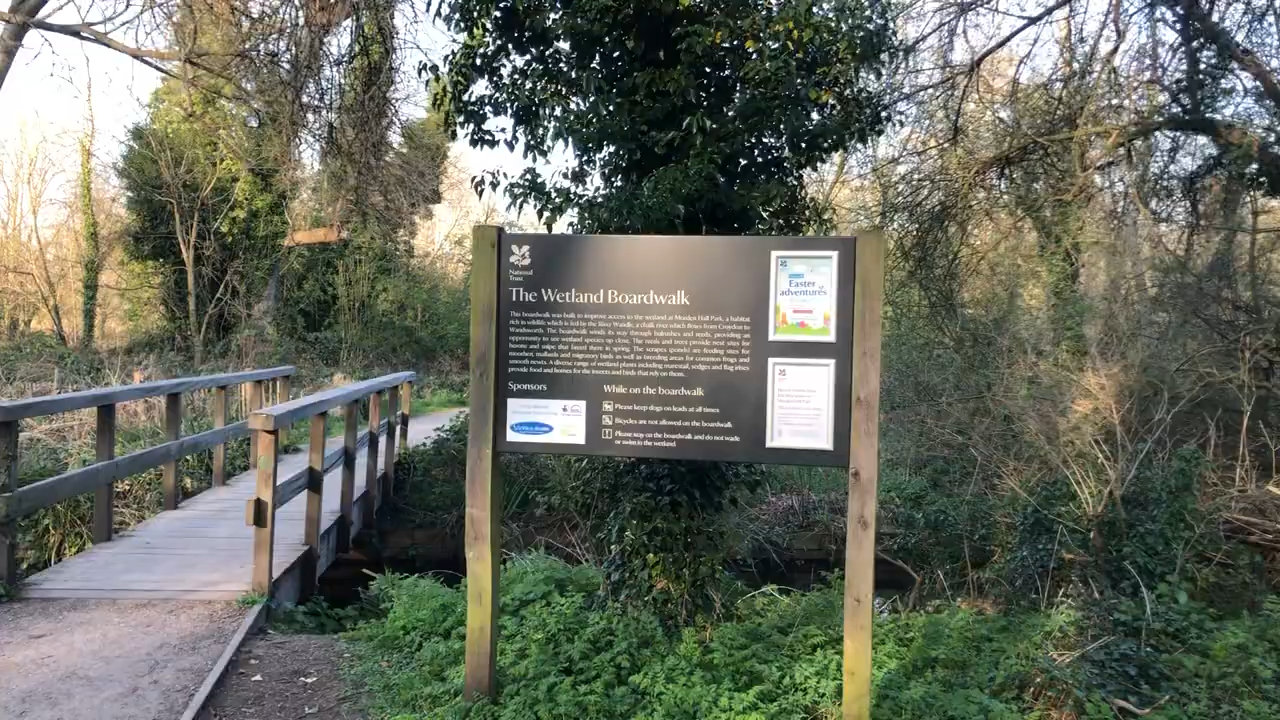 National
Trust
The Wetland Boardwalk
This boardwalk was built to improve access to the wetland at Morden Hall Park, a habitat
rich in wildlife which is fed by the River Wandle, a chalk river which flows from Croydon to
Wandsworth. The boardwalk winds its way through bulrushes and reeds, providing an
opportunity to see wetland species up close. The reeds and trees provide nest sites for
herons and snipe that breed there in spring. The scrapes (ponds) are feeding sites for
moorhen, mallards and migratory birds as well as breeding areas for common frogs and
smooth newts. A diverse range of wetland plants including marestail, sedges and flag irises
provide food and homes for the insects and birds that rely on them.
Sponsors
While on the boardwalk
Please keep dogs on leads at all times
Bicycles are not allowed on the boardwalk
Please stay on the boardwalk and do not wade
or swim in the wetland
Easter
adventures